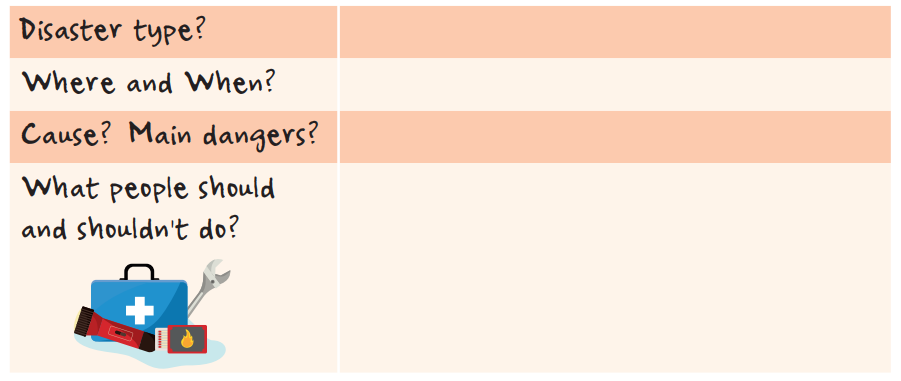 Disaster type?
Where and When?
Cause? Main dangers?
What people should
and shouldn't do?